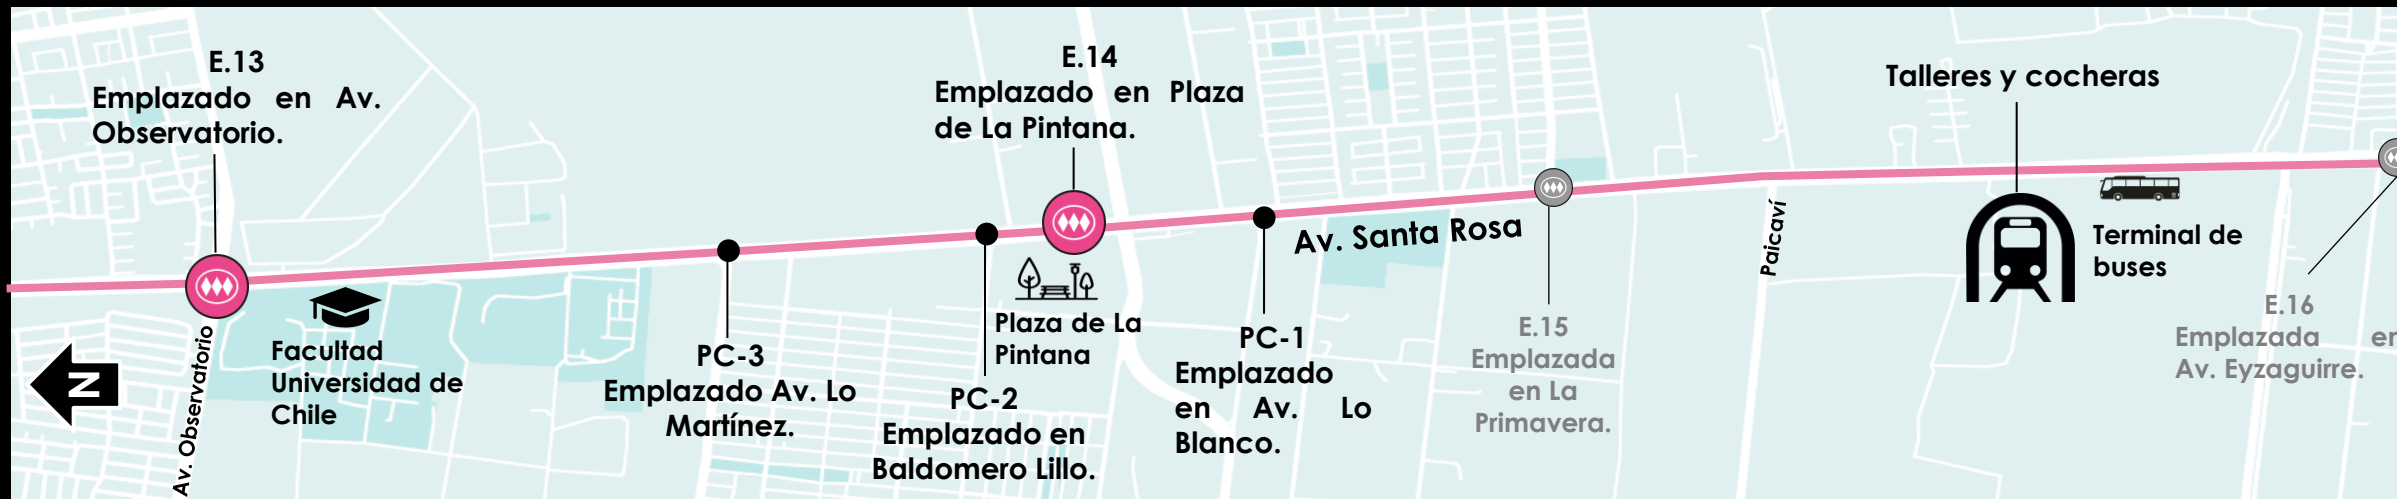 E.13
Emplazado en Av.
Observatorio.
E.14
Emplazado en Plaza
de La Pintana.
Talleres y cocheras
Av. Santa Rosa
Paicaví
Terminal de
buses
Av. Observatorio
Facultad
Universidad de
Chile
N
PC-3
Emplazado Av. Lo
Martínez.
PC-2
Emplazado en
Baldomero Lillo.
Plaza de La
Pintana
PC-1
Emplazado
en Av. Lo
Blanco.
E.15
Emplazada
en La
Primavera.
E.16
Emplazada en
Av. Eyzaguirre.